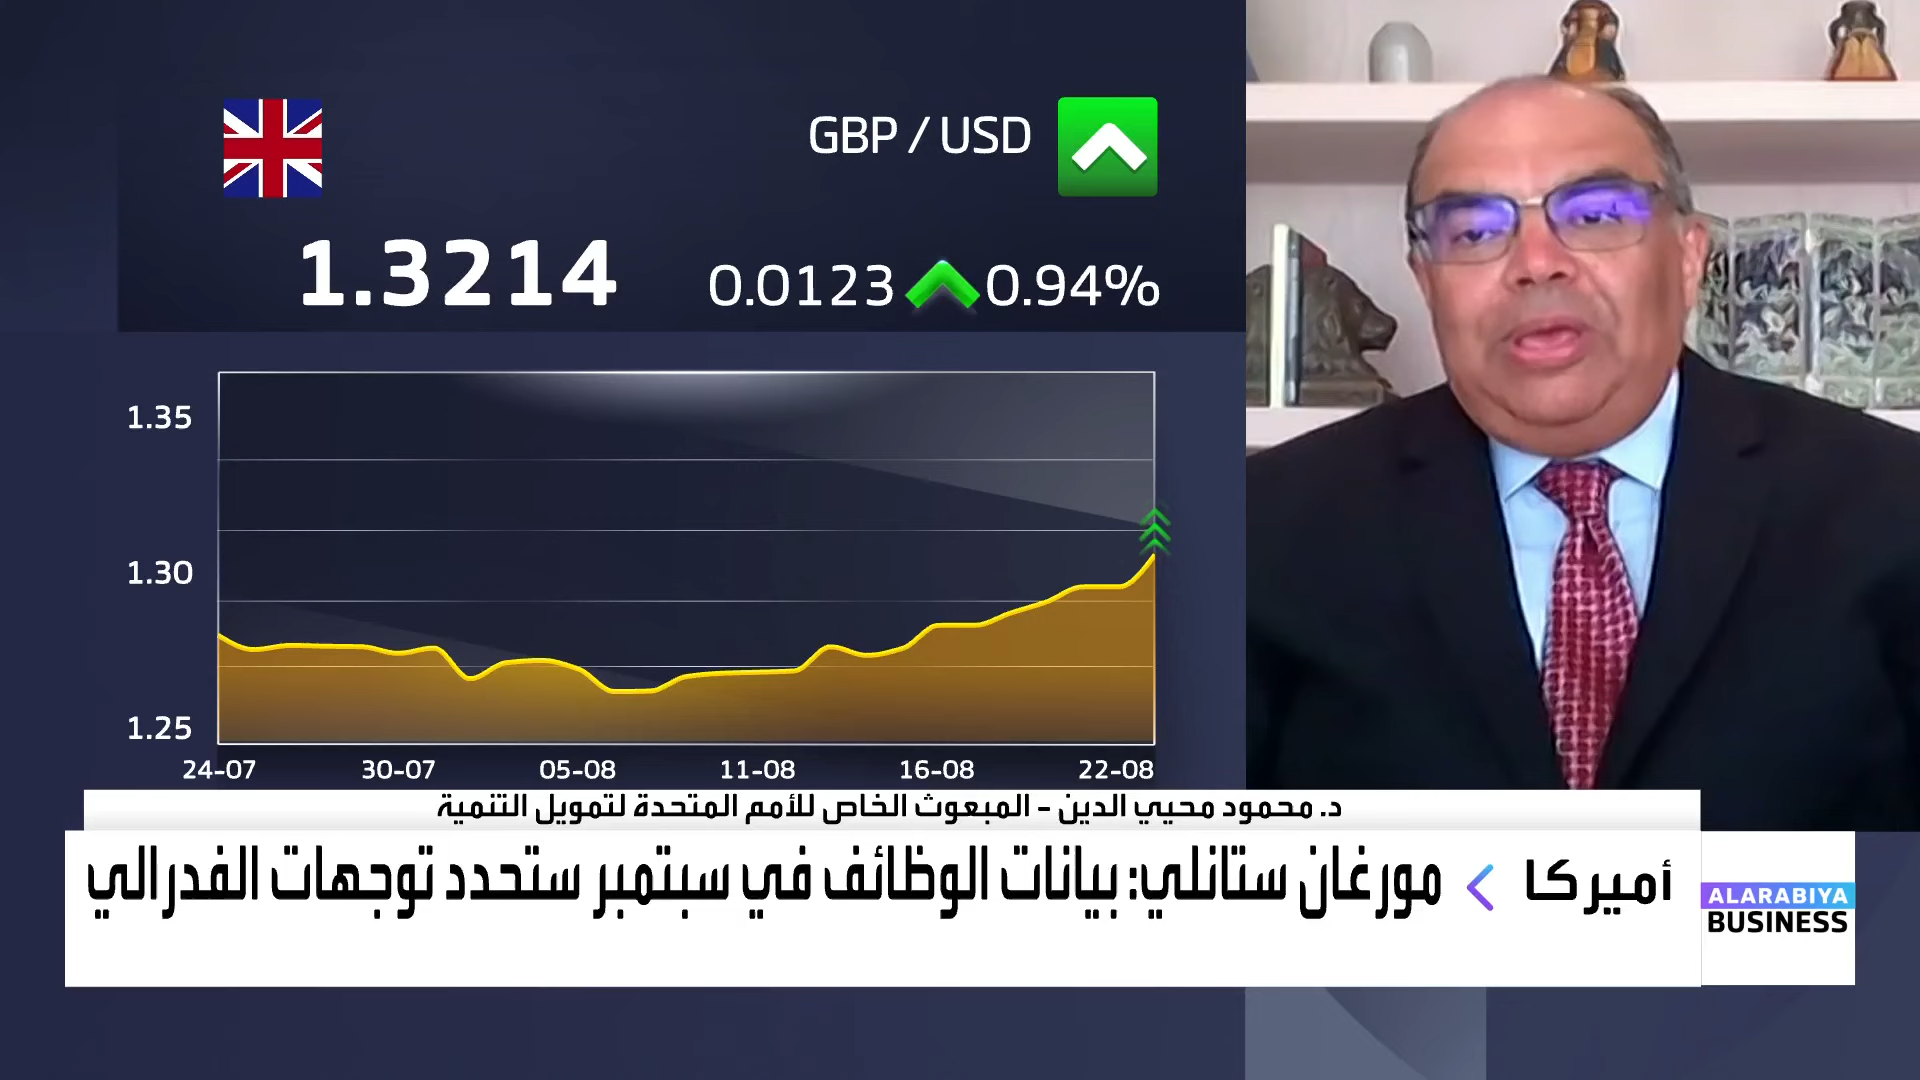 GBP / USD
1.3214
0.0123
0.94%
1.35
1.30
1.25
24-07
30-07
05-08
11-08
16-08
22-08
د. محمود محيي الدين – المبعوث الخاص للأمم المتحدة لتمويل التنمية
أميركا
مورغان ستانلي: بيانات الوظائف في سبتمبر ستحدد توجهات الفدرالي
ALARABIYA
BUSINESS